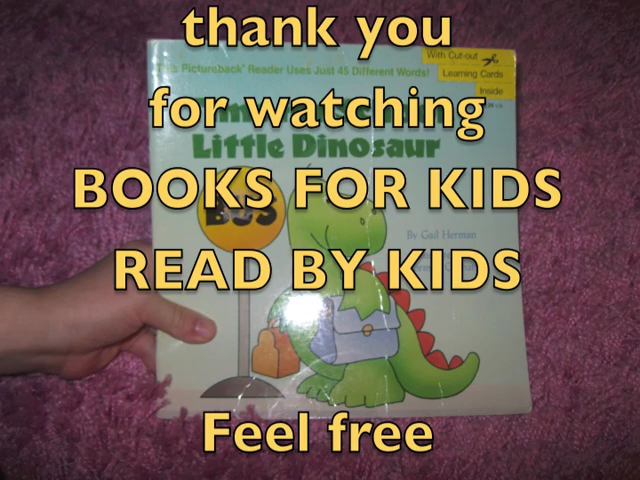 thank you
With Cut-out
This Pictureback Reader Uses Just 45 Different Words!
Learning Cards
for watching
Inside
Little Dinosaur
BOOKS FOR KIDS
BUS
By Gail Herman
READ BY KIDS
Feel free